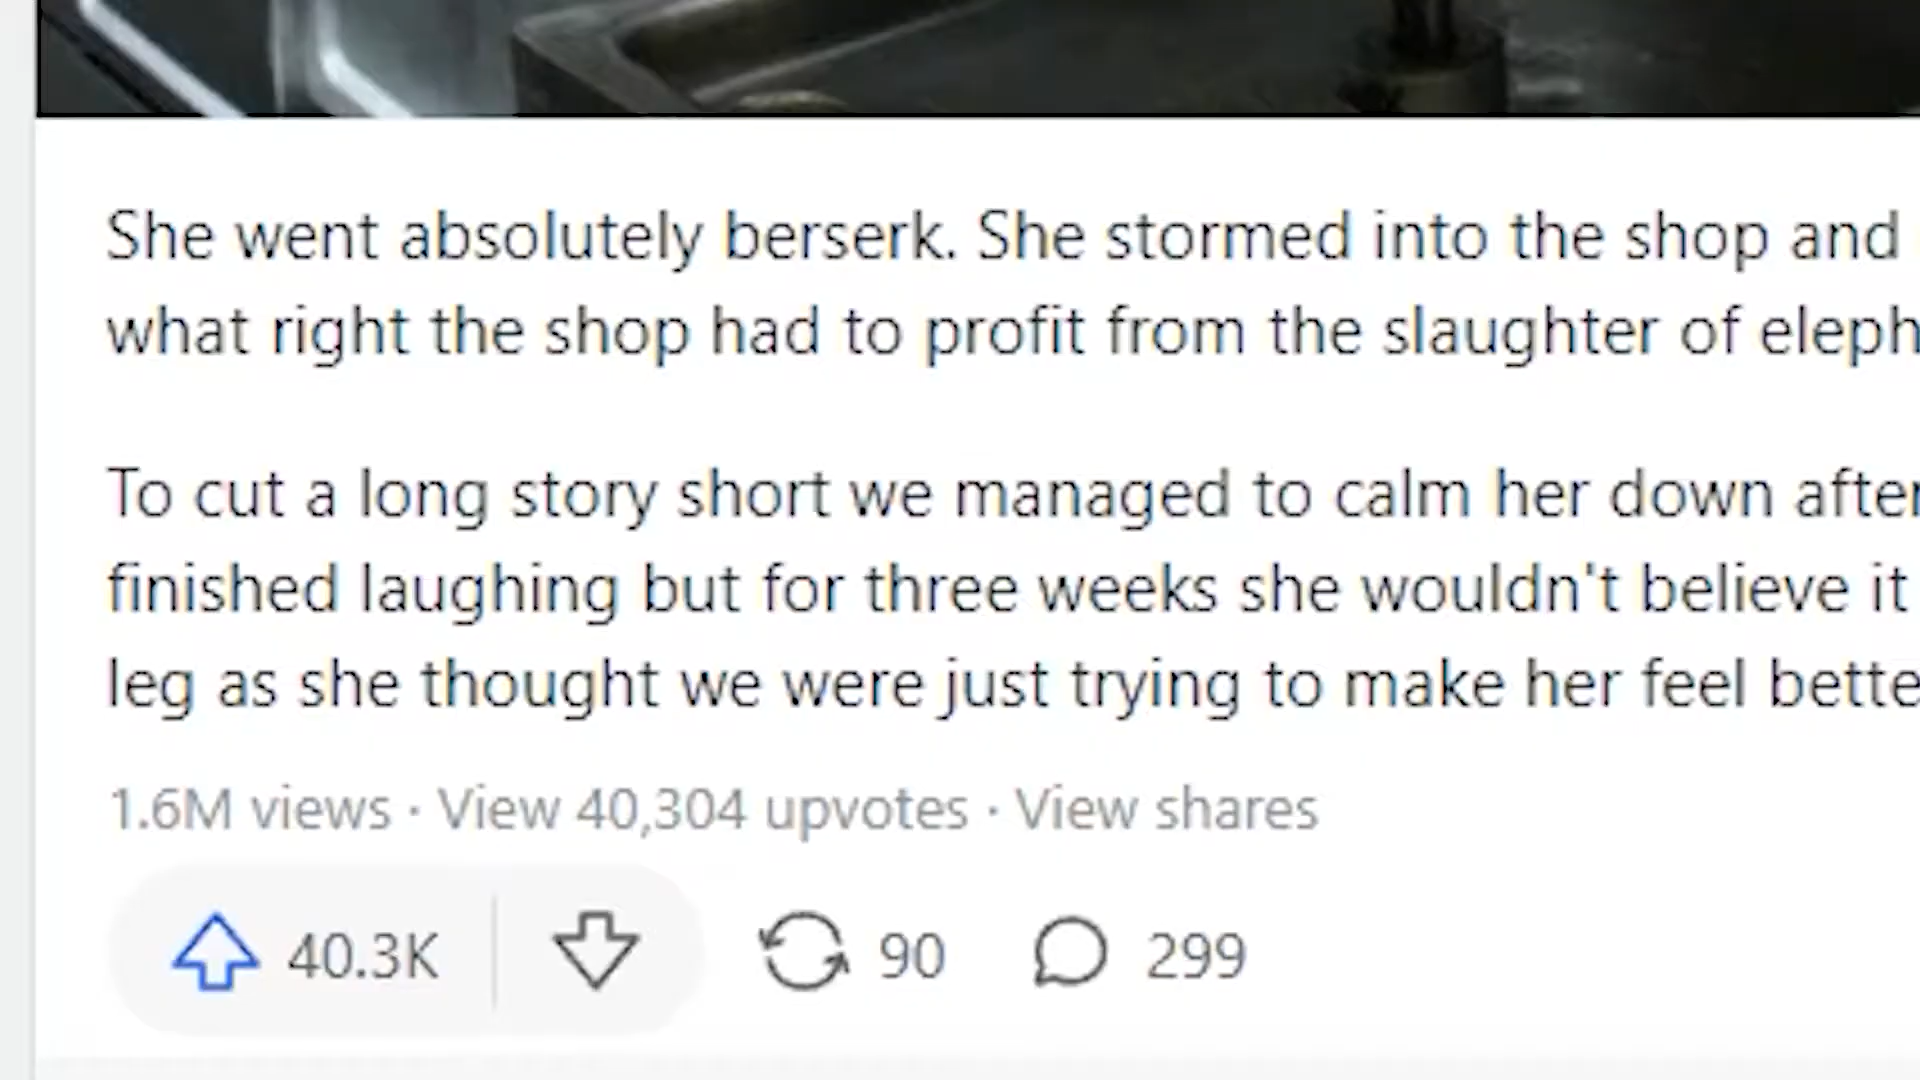 She went absolutely berserk. She stormed into the shop and
what right the shop had to profit from the slaughter of eleph
To cut a long story short we managed to calm her down after
finished laughing but for three weeks she wouldn't believe it
leg as she thought we were just trying to make her feel bette
1.6M views · View 40,304 upvotes · View shares
40.3K 90 299